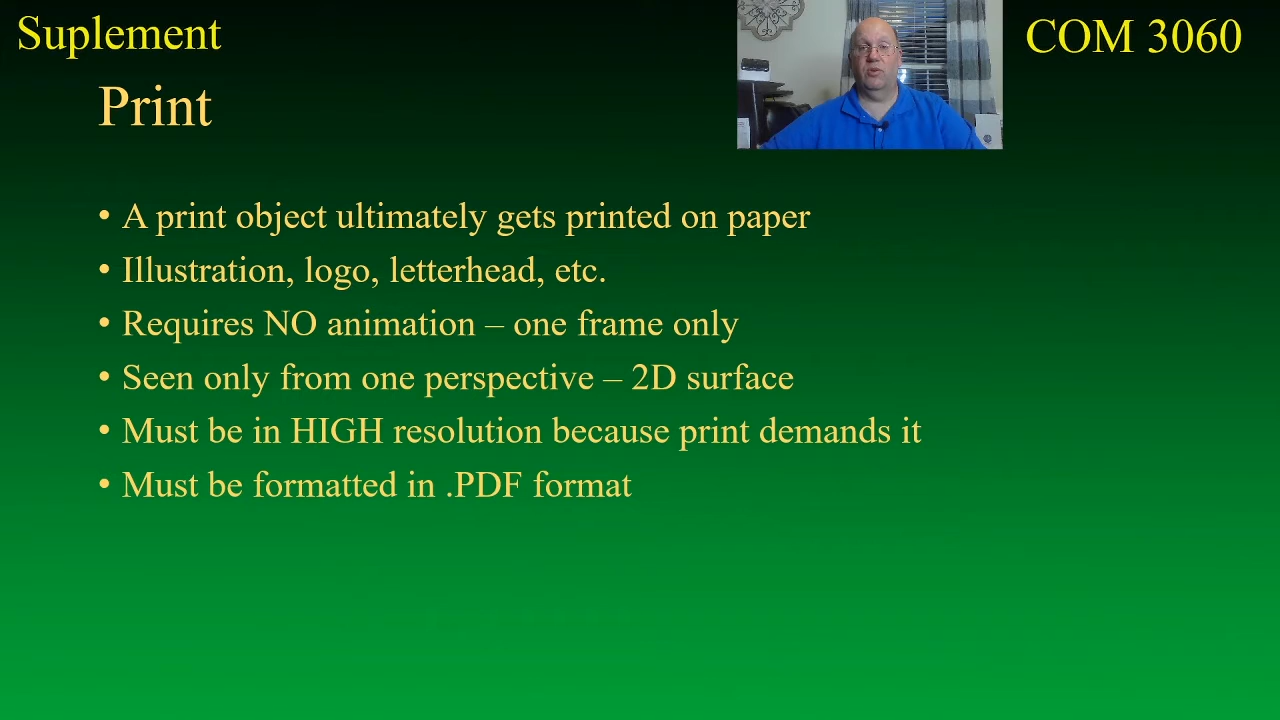 Suplement
COM 3060
Print
• A print object ultimately gets printed on paper
• Illustration, logo, letterhead, etc.
• Requires NO animation – one frame only
• Seen only from one perspective – 2D surface
• Must be in HIGH resolution because print demands it
• Must be formatted in .PDF format